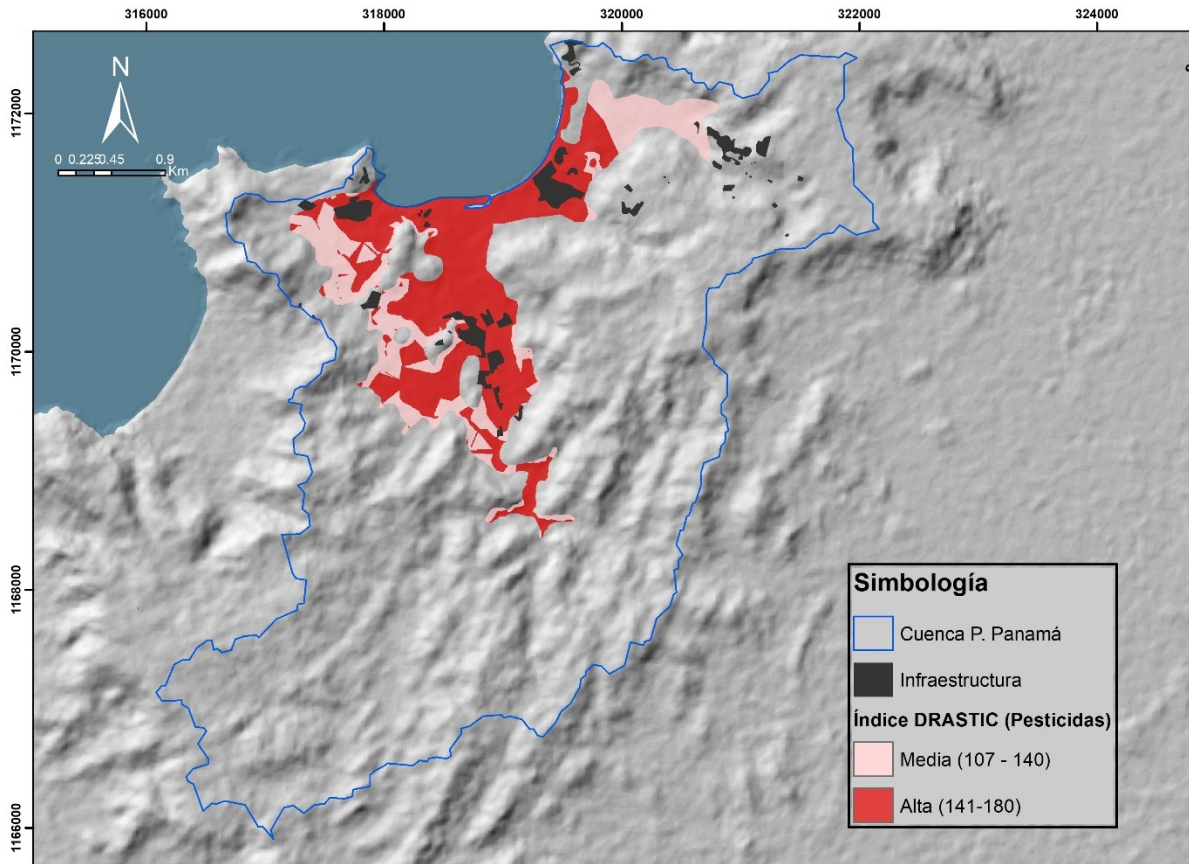 316000
318000
320000
322000
324000
1172000
1170000
1168000
1166000
N
0 0.225 0.45 0.9
Km
Simbología
Cuenca P. Panamá
Infraestructura
Índice DRASTIC (Pesticidas)
Media (107 - 140)
Alta (141-180)